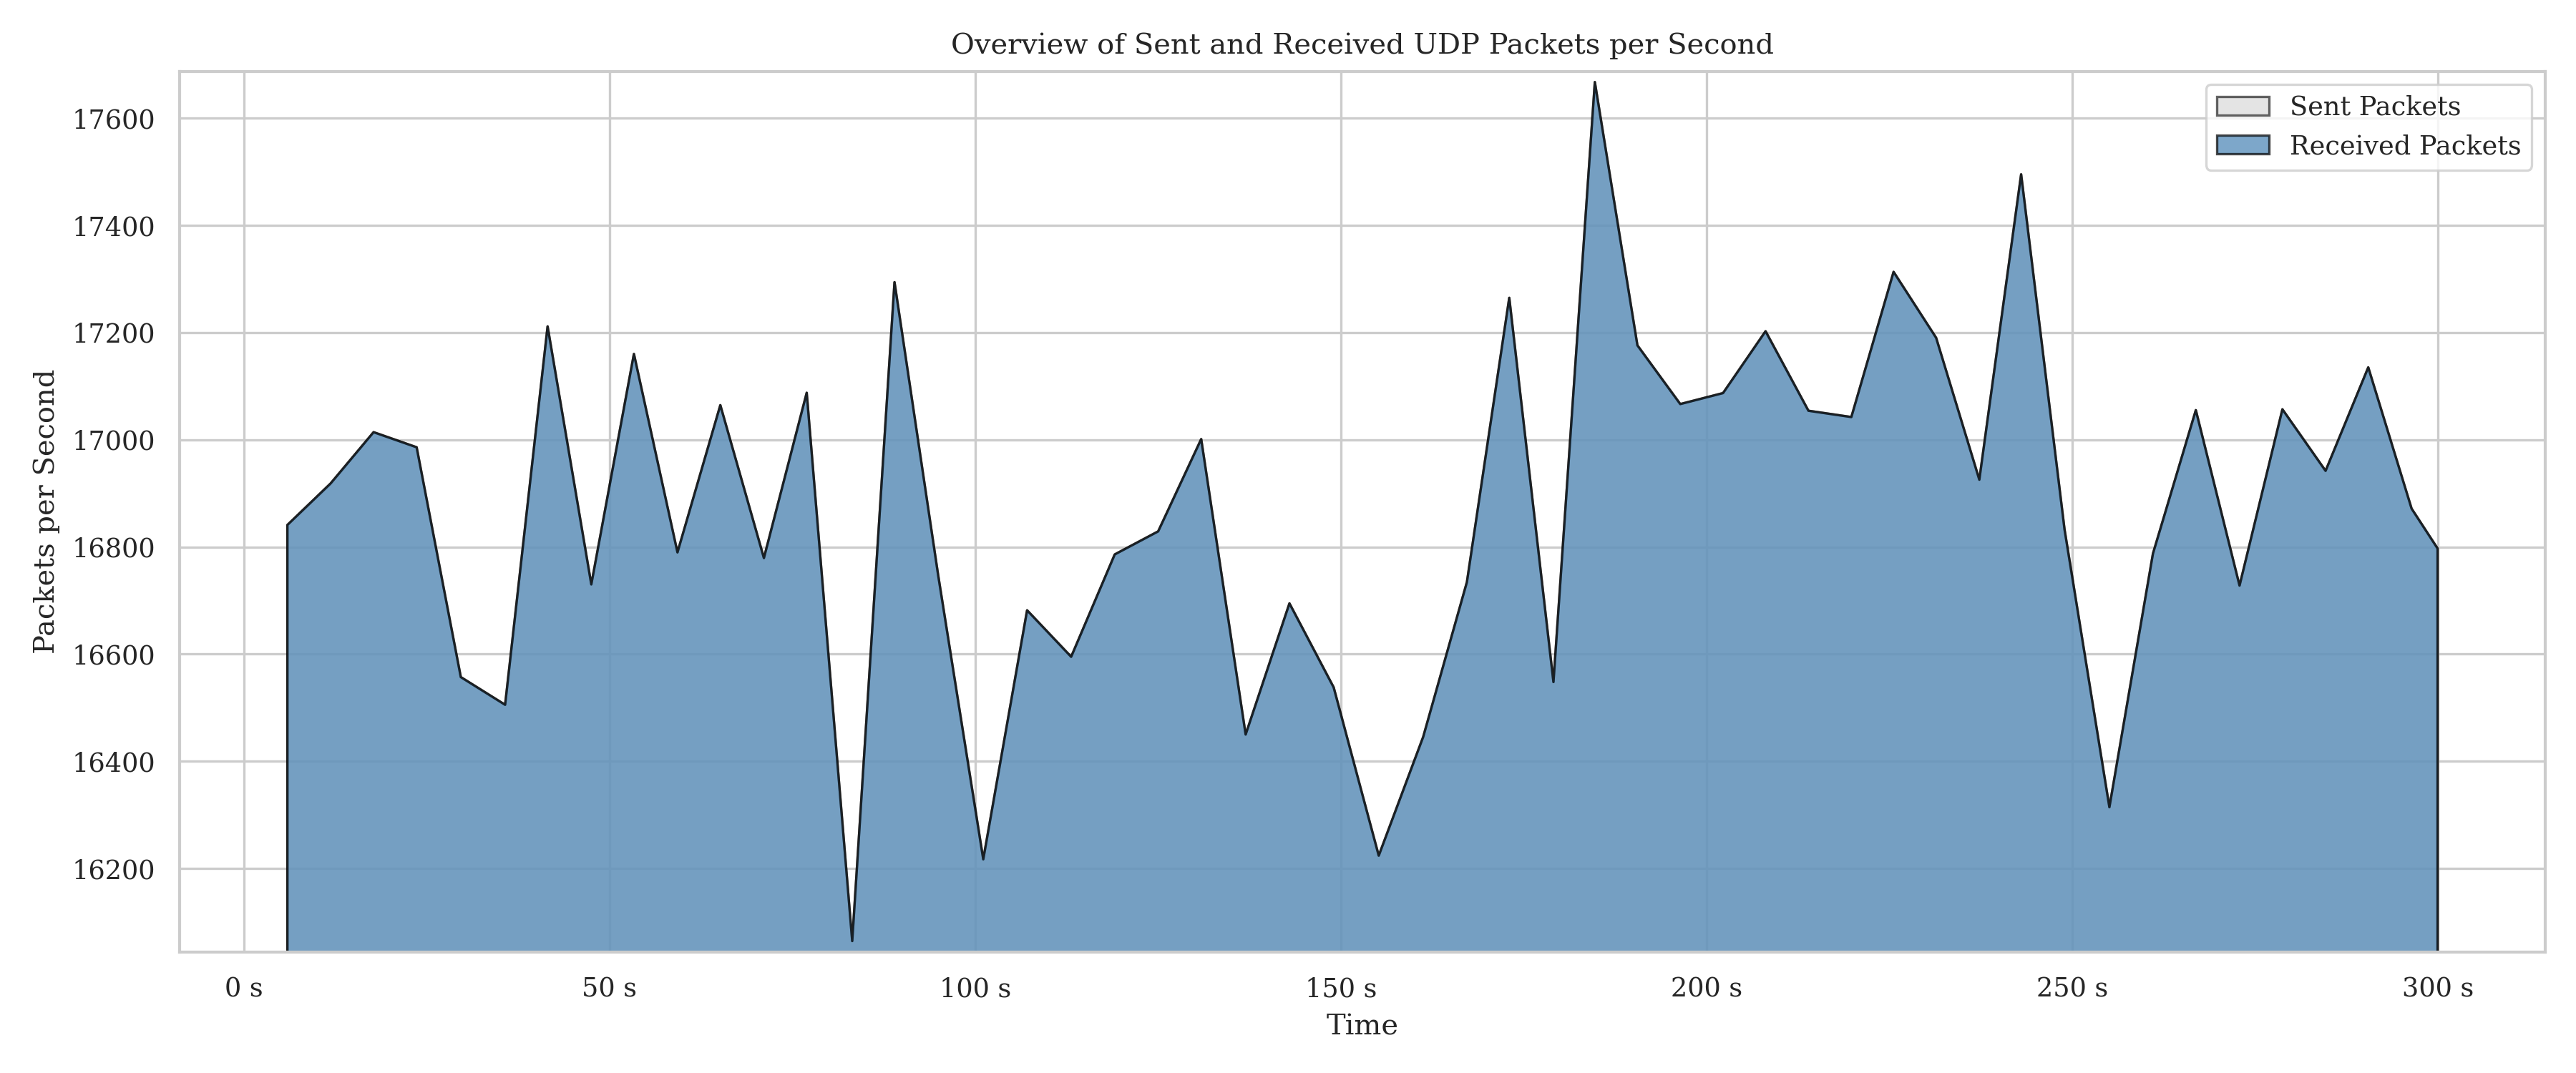 Overview of Sent and Received UDP Packets per Second
Sent Packets
Received Packets
Packets per Second
17600
17400
17200
17000
16800
16600
16400
16200
0 s
50 s
100 s
150 s
200 s
250 s
300 s
Time